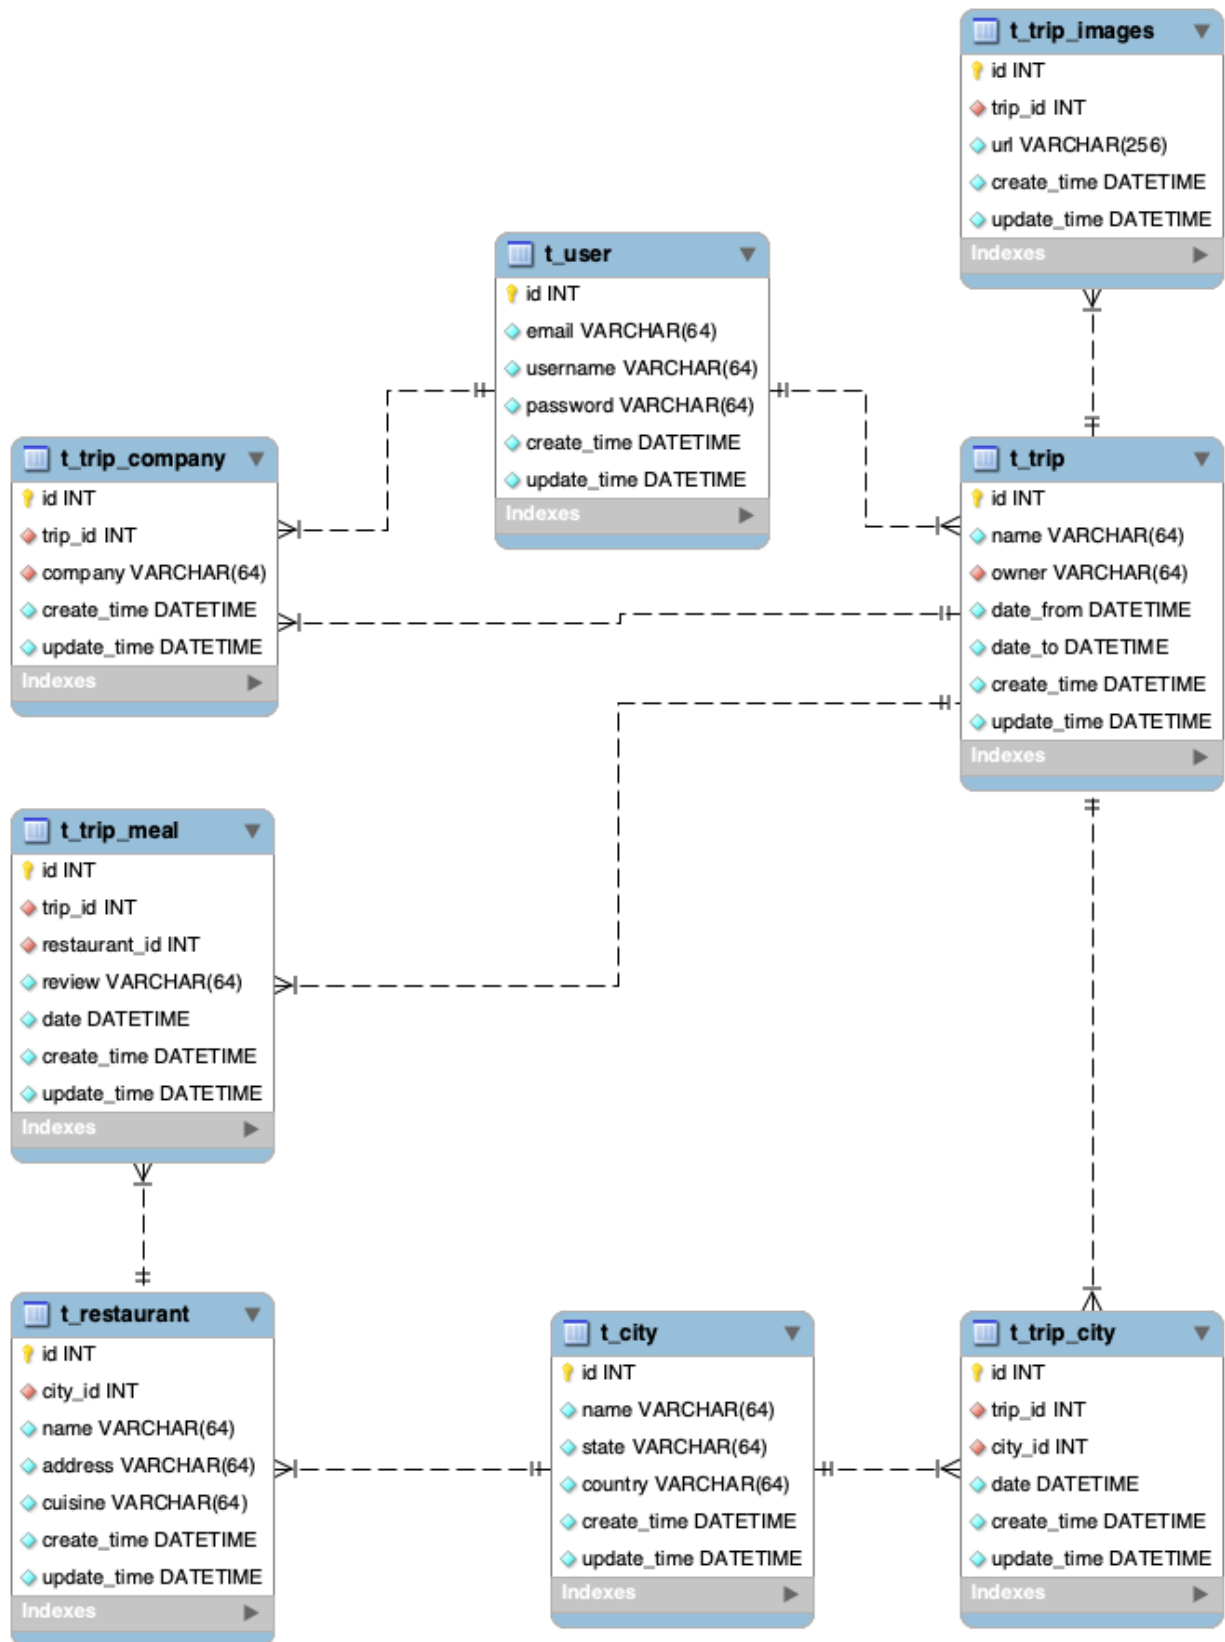 t_trip_images
id INT
trip_id INT
url VARCHAR(256)
create_time DATETIME
update_time DATETIME
Indexes
t_user
id INT
email VARCHAR(64)
username VARCHAR(64)
password VARCHAR(64)
create_time DATETIME
update_time DATETIME
Indexes
t_trip_company
id INT
trip_id INT
company VARCHAR(64)
create_time DATETIME
update_time DATETIME
Indexes
t_trip
id INT
name VARCHAR(64)
owner VARCHAR(64)
date_from DATETIME
date_to DATETIME
create_time DATETIME
update_time DATETIME
Indexes
t_trip_meal
id INT
trip_id INT
restaurant_id INT
review VARCHAR(64)
date DATETIME
create_time DATETIME
update_time DATETIME
Indexes
t_restaurant
id INT
city_id INT
name VARCHAR(64)
address VARCHAR(64)
cuisine VARCHAR(64)
create_time DATETIME
update_time DATETIME
Indexes
t_city
id INT
name VARCHAR(64)
state VARCHAR(64)
country VARCHAR(64)
create_time DATETIME
update_time DATETIME
Indexes
t_trip_city
id INT
trip_id INT
city_id INT
date DATETIME
create_time DATETIME
update_time DATETIME
Indexes